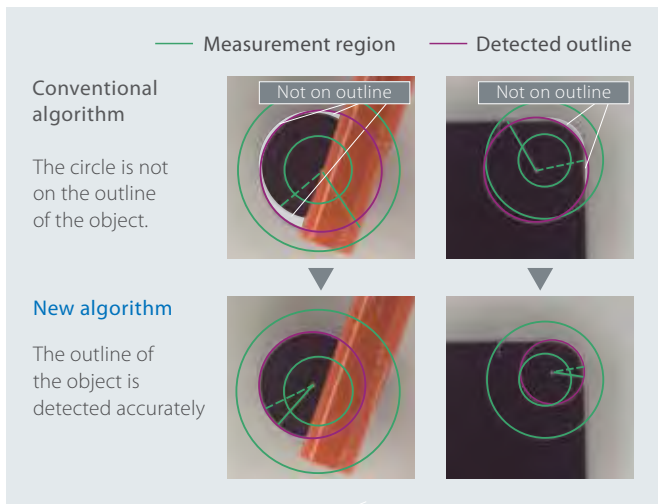 Measurement region
Detected outline
Conventional
algorithm
The circle is not
on the outline
of the object.
Not on outline
Not on outline
New algorithm
The outline of
the object is
detected accurately